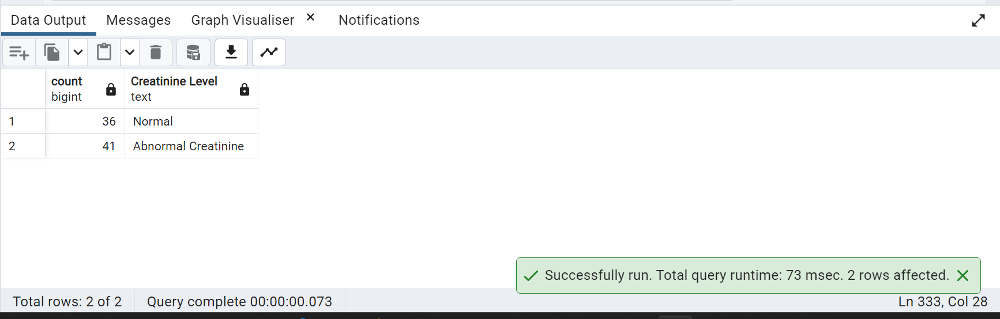 Data Output Messages Graph Visualiser Notifications
count Creatinine Level
bigint text
1 36 Normal
2 41 Abnormal Creatinine
Successfully run. Total query runtime: 73 msec. 2 rows affected.
Total rows: 2 of 2 Query complete 00:00:00.073 Ln 333, Col 28